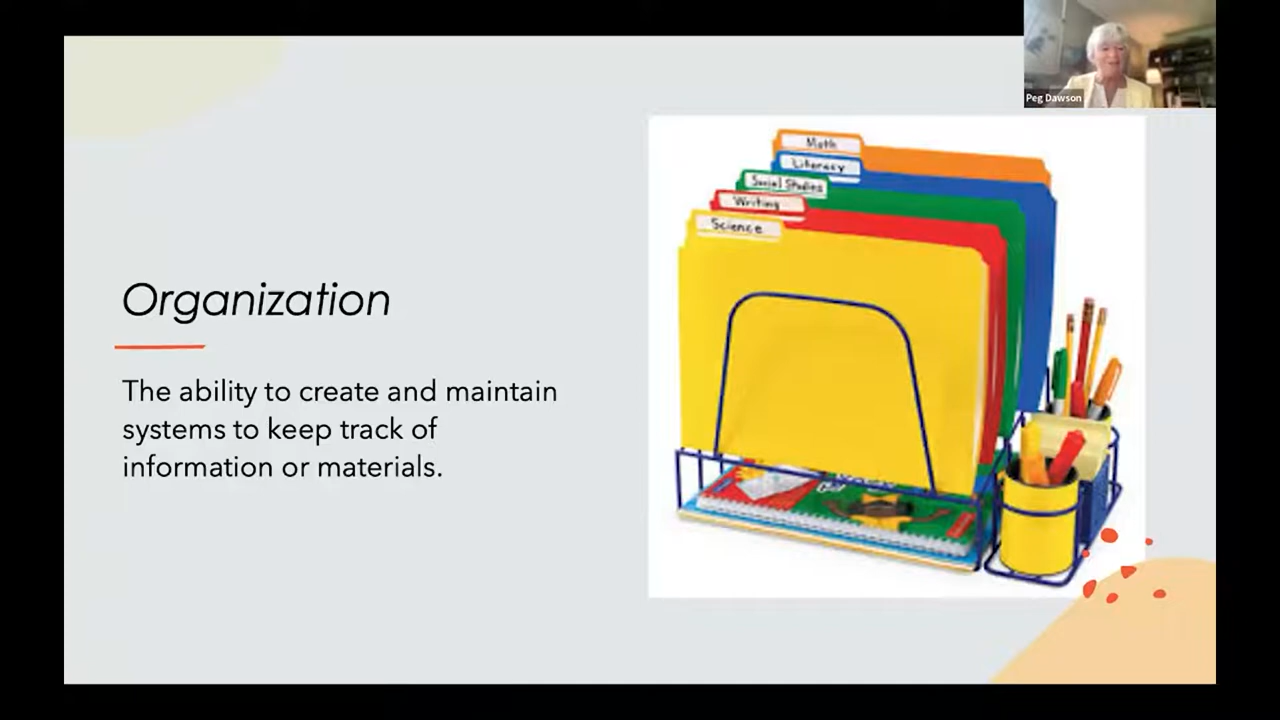 Peg Dawson
Math
Literacy
Social Studies
Writing
Science
Organization
The ability to create and maintain
systems to keep track of
information or materials.